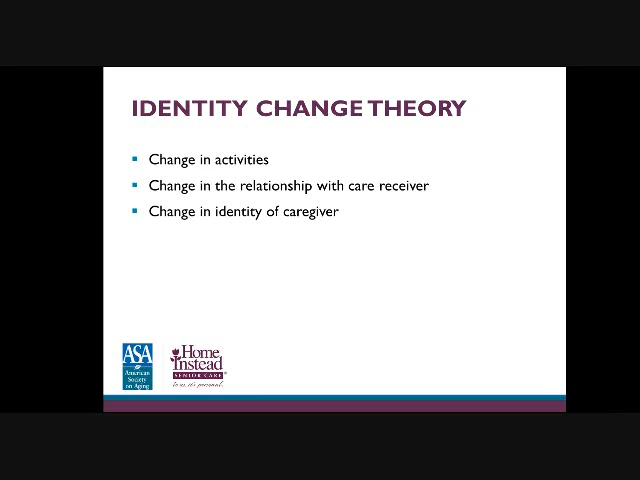 IDENTITY CHANGE THEORY
Change in activities
Change in the relationship with care receiver
Change in identity of caregiver
ASA
American
Society
on Aging
Home
Instead
SENIOR CARE®
to us, it's personal.